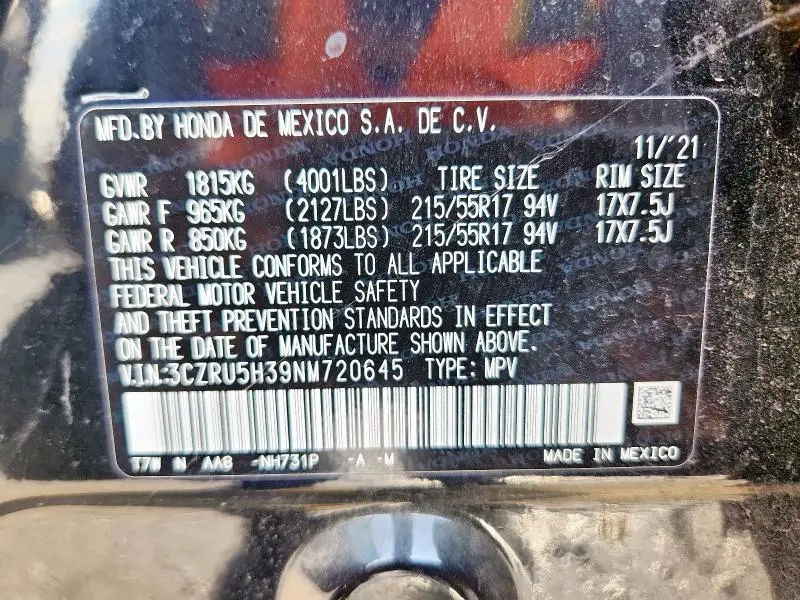 MFD.BY HONDA DE MEXICO S.A. DE C.V.
11/'21
GVWR 1815KG (4001LBS) TIRE SIZE RIM SIZE
GAWR F 965KG (2127LBS) 215/55R17 94V 17X7.5J
GAWR R 850KG (1873LBS) 215/55R17 94V 17X7.5J
THIS VEHICLE CONFORMS TO ALL APPLICABLE
FEDERAL MOTOR VEHICLE SAFETY
AND THEFT PREVENTION STANDARDS IN EFFECT
ON THE DATE OF MANUFACTURE SHOWN ABOVE.
V.I.N.:3CZRU5H39NM720645 TYPE: MPV
T7W N AAB -NH731P -A -M MADE IN MEXICO